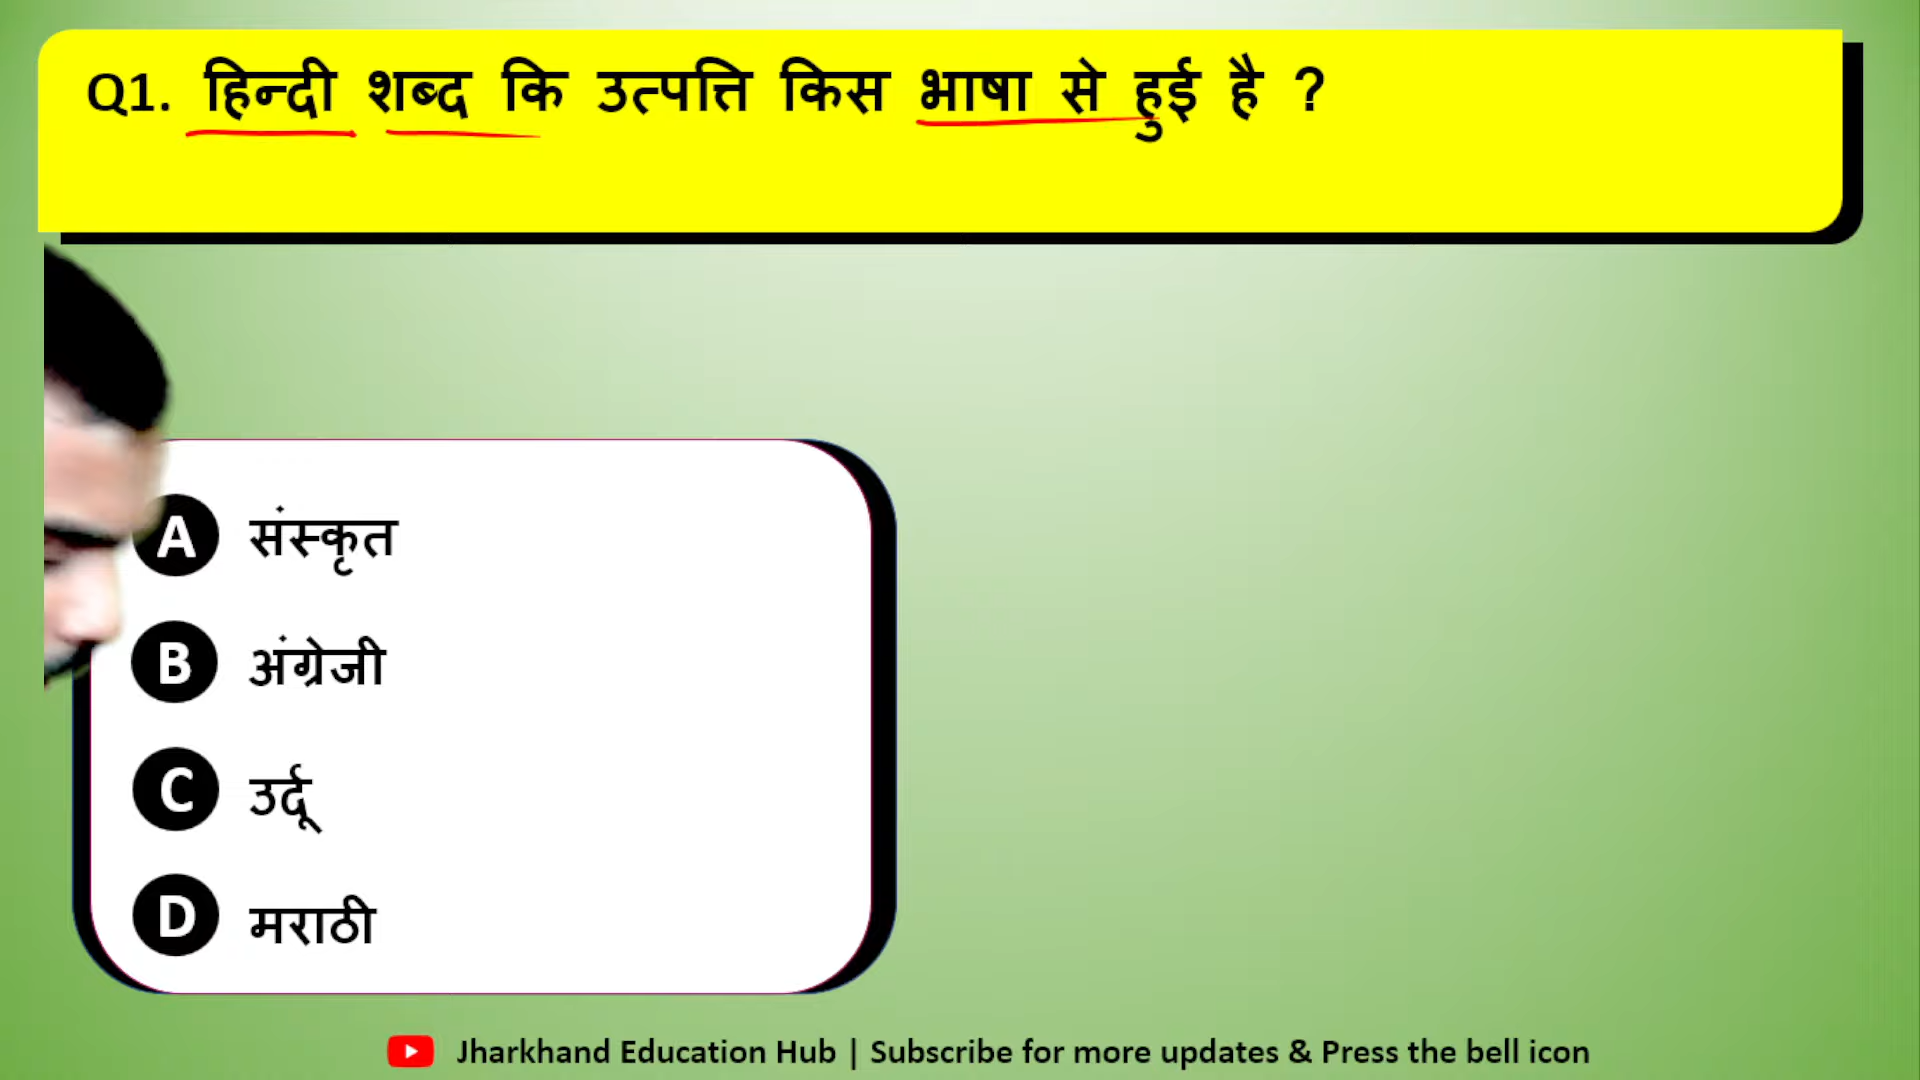 Q1. हिन्दी शब्द कि उत्पत्ति किस भाषा से हुई है ?
A संस्कृत
B अंग्रेजी
C उर्दू
D मराठी
Jharkhand Education Hub | Subscribe for more updates & Press the bell icon